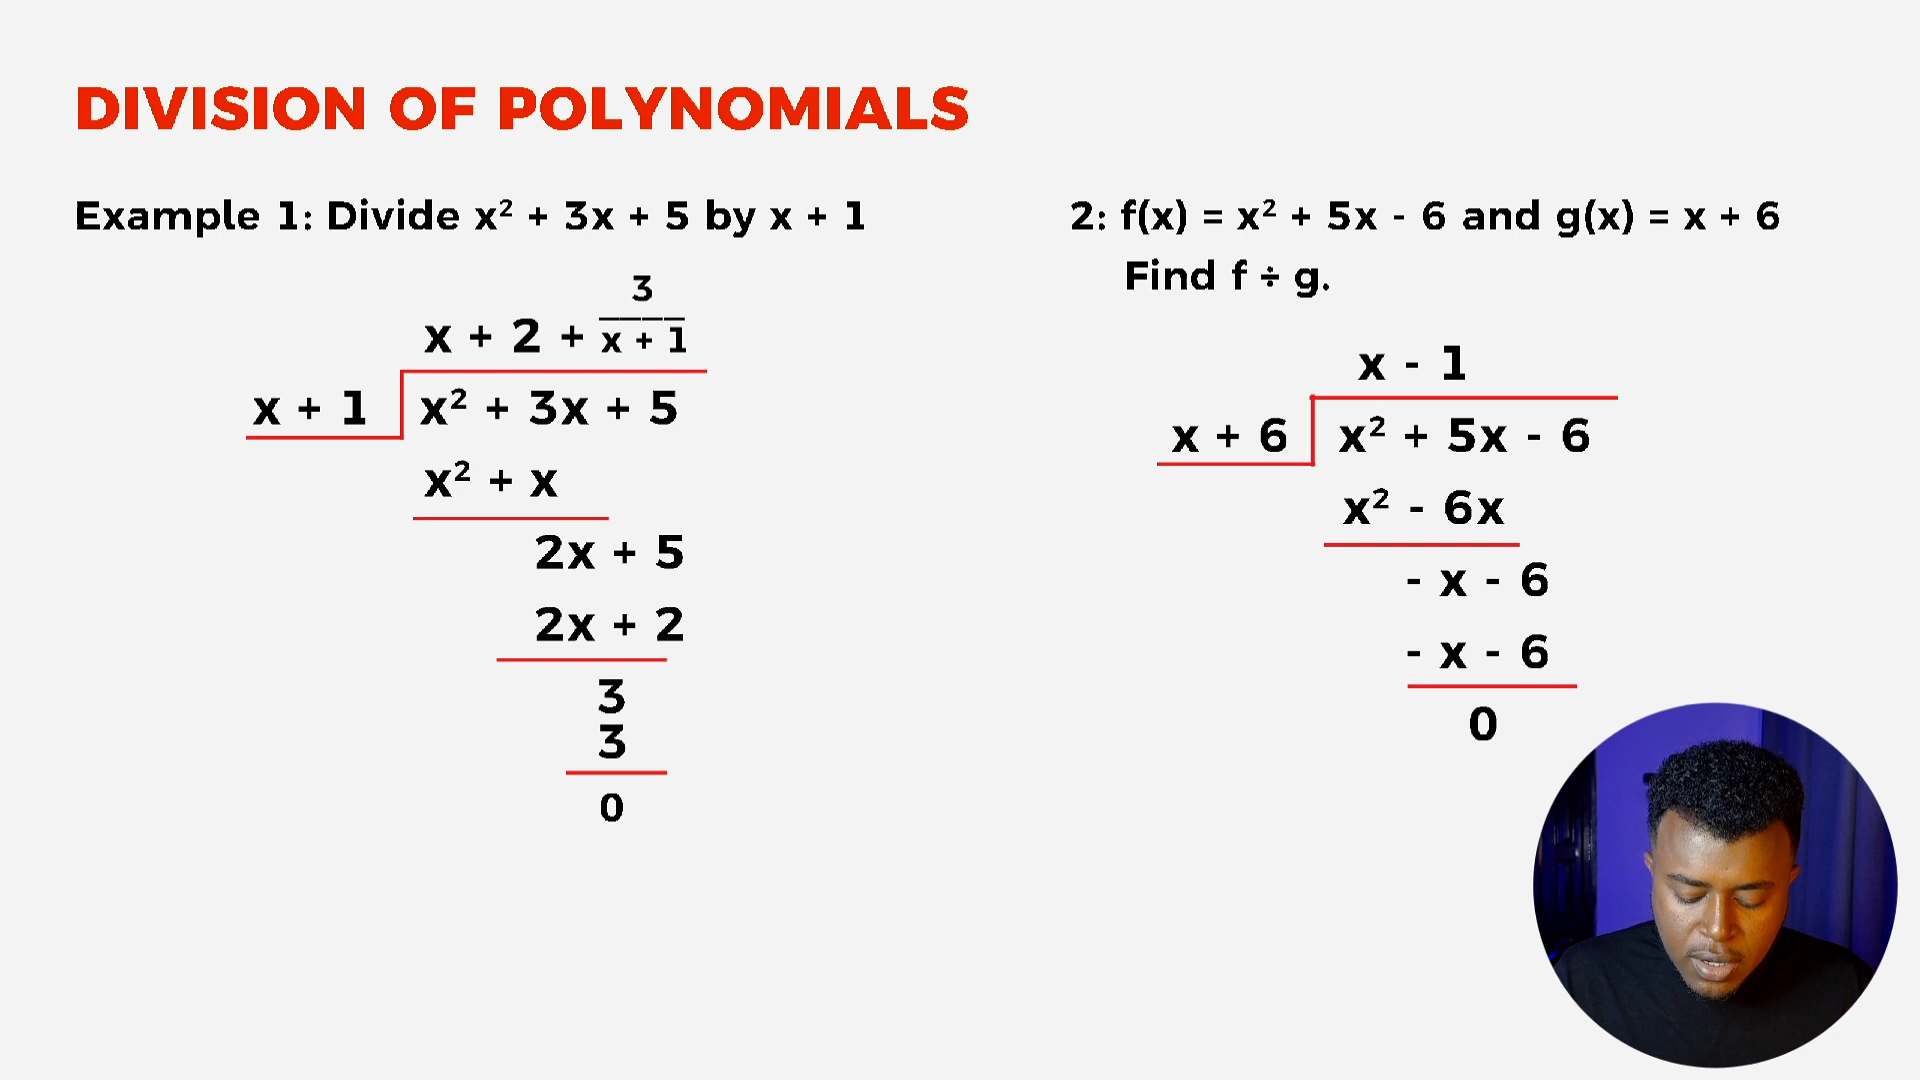 DIVISION OF POLYNOMIALS
Example 1: Divide x² + 3x + 5 by x + 1
3
x + 2 + x + 1
x + 1 x² + 3x + 5
x² + x
2x + 5
2x + 2
3
3
0
2: f(x) = x² + 5x - 6 and g(x) = x + 6
Find f ÷ g.
x - 1
x + 6 x² + 5x - 6
x² - 6x
- x - 6
- x - 6
0